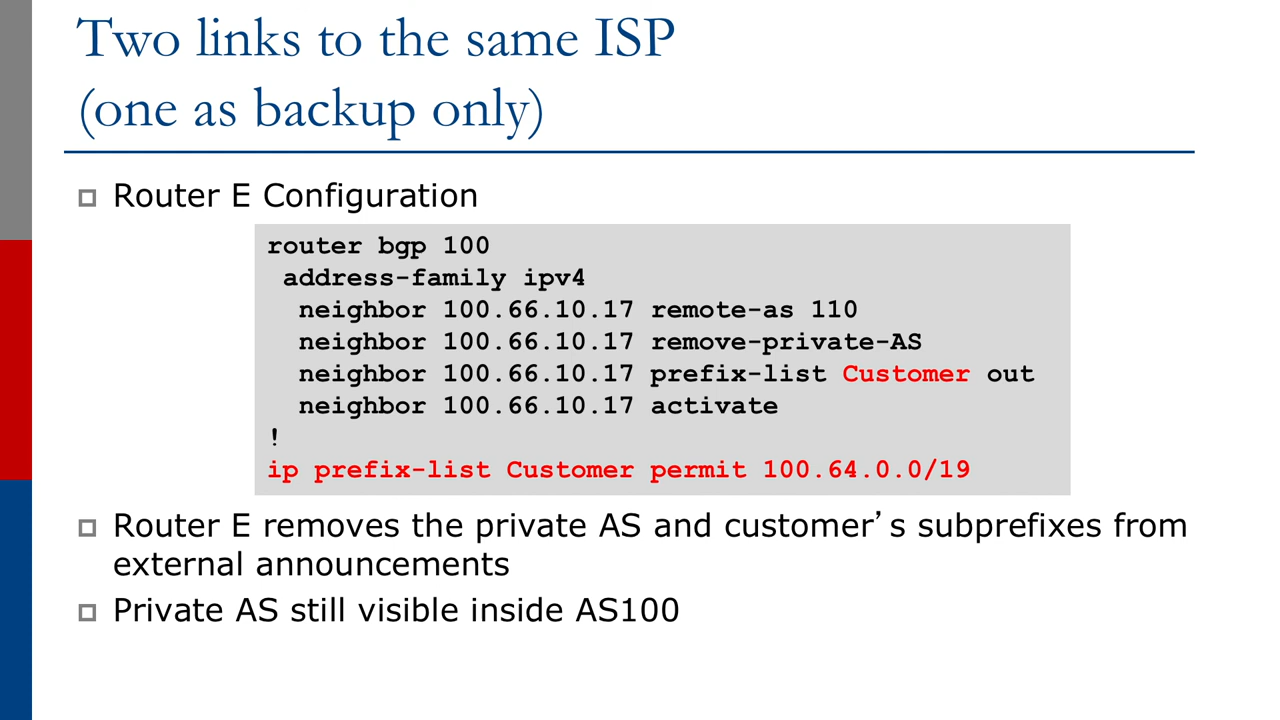 Two links to the same ISP
(one as backup only)
Router E Configuration
router bgp 100
address-family ipv4
neighbor 100.66.10.17 remote-as 110
neighbor 100.66.10.17 remove-private-AS
neighbor 100.66.10.17 prefix-list Customer out
neighbor 100.66.10.17 activate
!
ip prefix-list Customer permit 100.64.0.0/19
Router E removes the private AS and customer’s subprefixes from
external announcements
Private AS still visible inside AS100